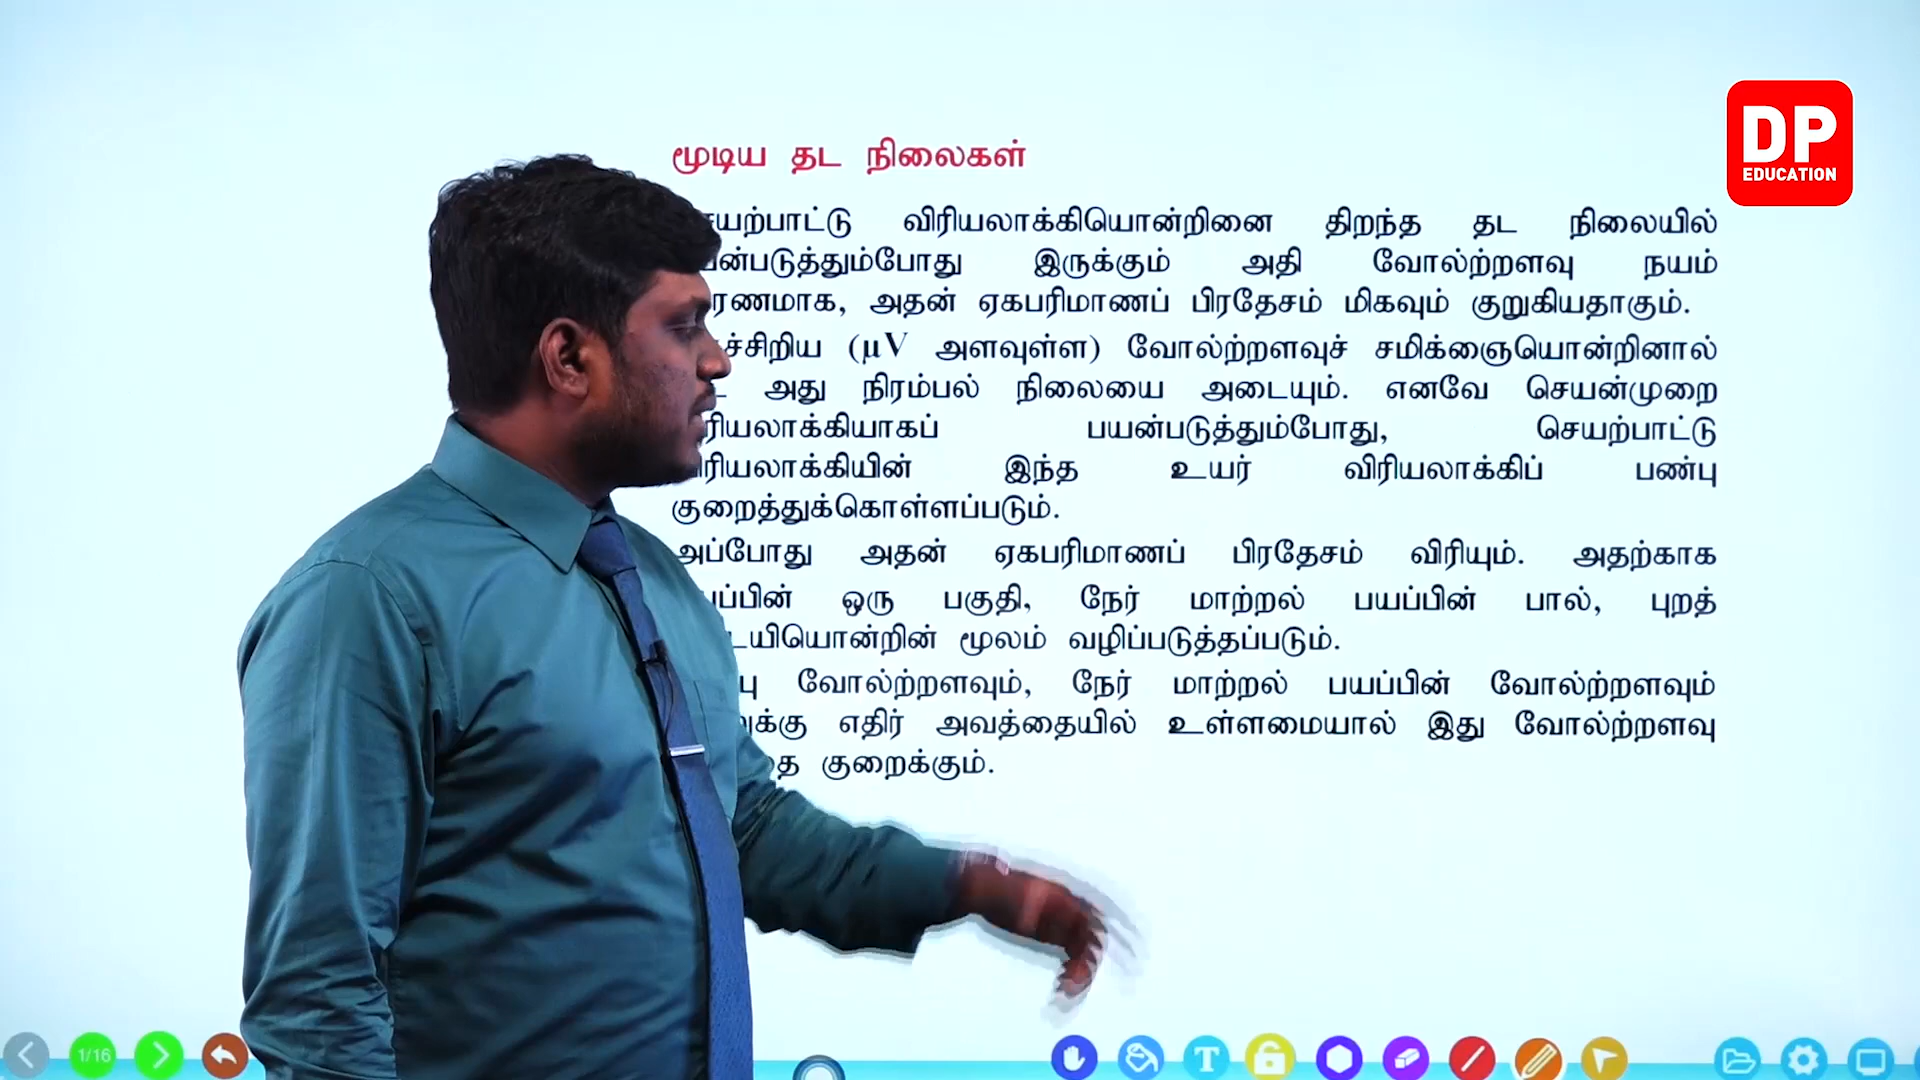 DP
EDUCATION
மூடிய தட நிலைகள்
விரியலாக்கியொன்றினை திறந்த தட நிலையில்
இருக்கும் அதி வோல்ற்றளவு நயம்
அதன் ஏகபரிமாணப் பிரதேசம் மிகவும் குறுகியதாகும்.
(μV அளவுள்ள) வோல்ற்றளவுச் சமிக்ஞையொன்றினால்
அது நிரம்பல் நிலையை அடையும். எனவே செயன்முறை
பயன்படுத்தும்போது, செயற்பாட்டு
இந்த உயர் விரியலாக்கிப் பண்பு
குறைத்துக்கொள்ளப்படும்.
அப்போது அதன் ஏகபரிமாணப் பிரதேசம் விரியும். அதற்காக
ஒரு பகுதி, நேர் மாற்றல் பயப்பின் பால், புறத்
மூலம் வழிப்படுத்தப்படும்.
வோல்ற்றளவும், நேர் மாற்றல் பயப்பின் வோல்ற்றளவும்
எதிர் அவத்தையில் உள்ளமையால் இது வோல்ற்றளவு
குறைக்கும்.
1/16
T